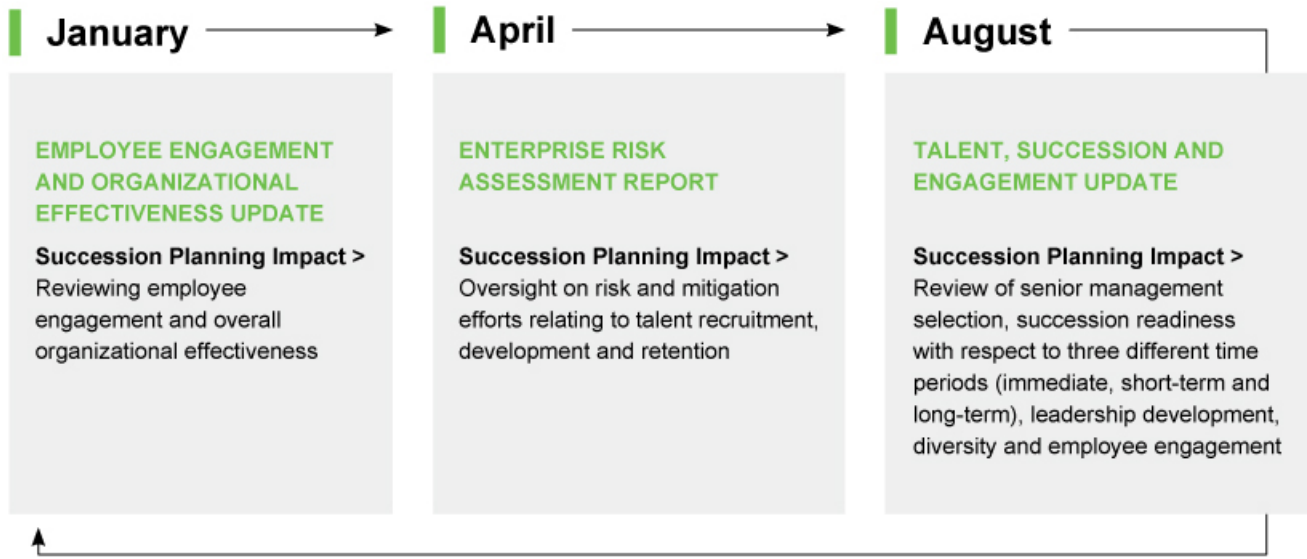 January
EMPLOYEE ENGAGEMENT
AND ORGANIZATIONAL
EFFECTIVENESS UPDATE
Succession Planning Impact >
Reviewing employee
engagement and overall
organizational effectiveness
April
ENTERPRISE RISK
ASSESSMENT REPORT
Succession Planning Impact >
Oversight on risk and mitigation
efforts relating to talent recruitment,
development and retention
August
TALENT, SUCCESSION AND
ENGAGEMENT UPDATE
Succession Planning Impact >
Review of senior management
selection, succession readiness
with respect to three different time
periods (immediate, short-term and
long-term), leadership development,
diversity and employee engagement